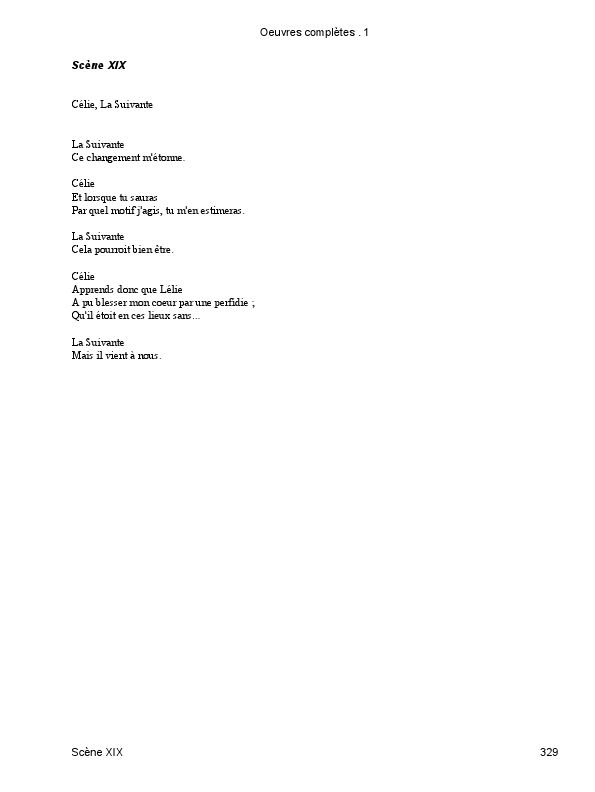 Oeuvres complètes . 1
Scène XIX
Célie, La Suivante
La Suivante
Ce changement m'étonne.
Célie
Et lorsque tu sauras
Par quel motif j'agis, tu m'en estimeras.
La Suivante
Cela pourroit bien être.
Célie
Apprends donc que Lélie
A pu blesser mon coeur par une perfidie ;
Qu'il étoit en ces lieux sans...
La Suivante
Mais il vient à nous.
Scène XIX
329